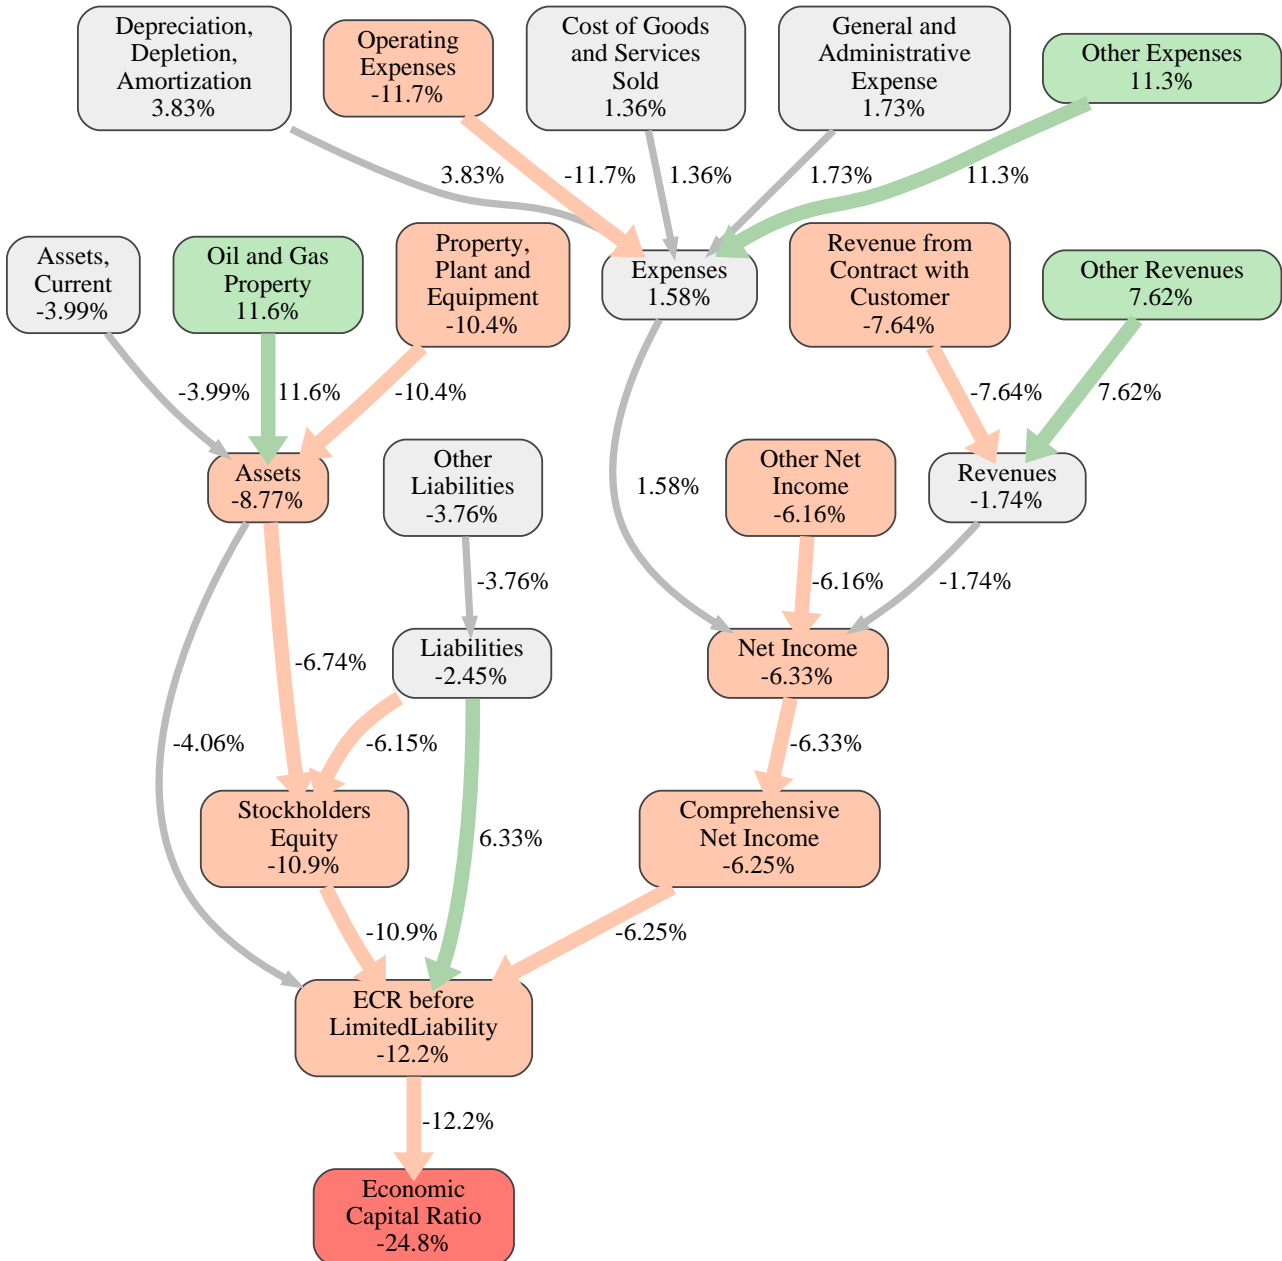 Depreciation,
Depletion,
Amortization
3.83%
Operating
Expenses
-11.7%
Cost of Goods
and Services
Sold
1.36%
General and
Administrative
Expense
1.73%
Other Expenses
11.3%
3.83%
-11.7%
1.36%
1.73%
11.3%
Assets,
Current
-3.99%
Oil and Gas
Property
11.6%
Property,
Plant and
Equipment
-10.4%
Expenses
1.58%
Revenue from
Contract with
Customer
-7.64%
Other Revenues
7.62%
-3.99%
11.6%
-10.4%
-7.64%
7.62%
Assets
-8.77%
Other
Liabilities
-3.76%
1.58%
Other Net
Income
-6.16%
Revenues
-1.74%
-3.76%
-6.16%
-1.74%
-6.74%
Liabilities
-2.45%
Net Income
-6.33%
-4.06%
-6.15%
-6.33%
Stockholders
Equity
-10.9%
6.33%
Comprehensive
Net Income
-6.25%
-10.9%
-6.25%
ECR before
LimitedLiability
-12.2%
-12.2%
Economic
Capital Ratio
-24.8%